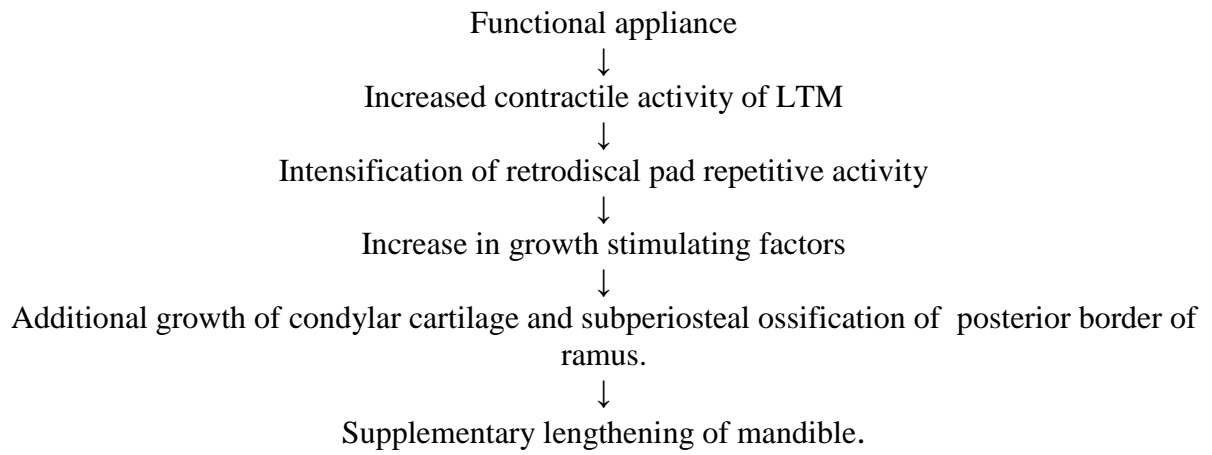 Functional appliance
↓
Increased contractile activity of LTM
↓
Intensification of retrodiscal pad repetitive activity
↓
Increase in growth stimulating factors
↓
Additional growth of condylar cartilage and subperiosteal ossification of posterior border of
ramus.
↓
Supplementary lengthening of mandible.